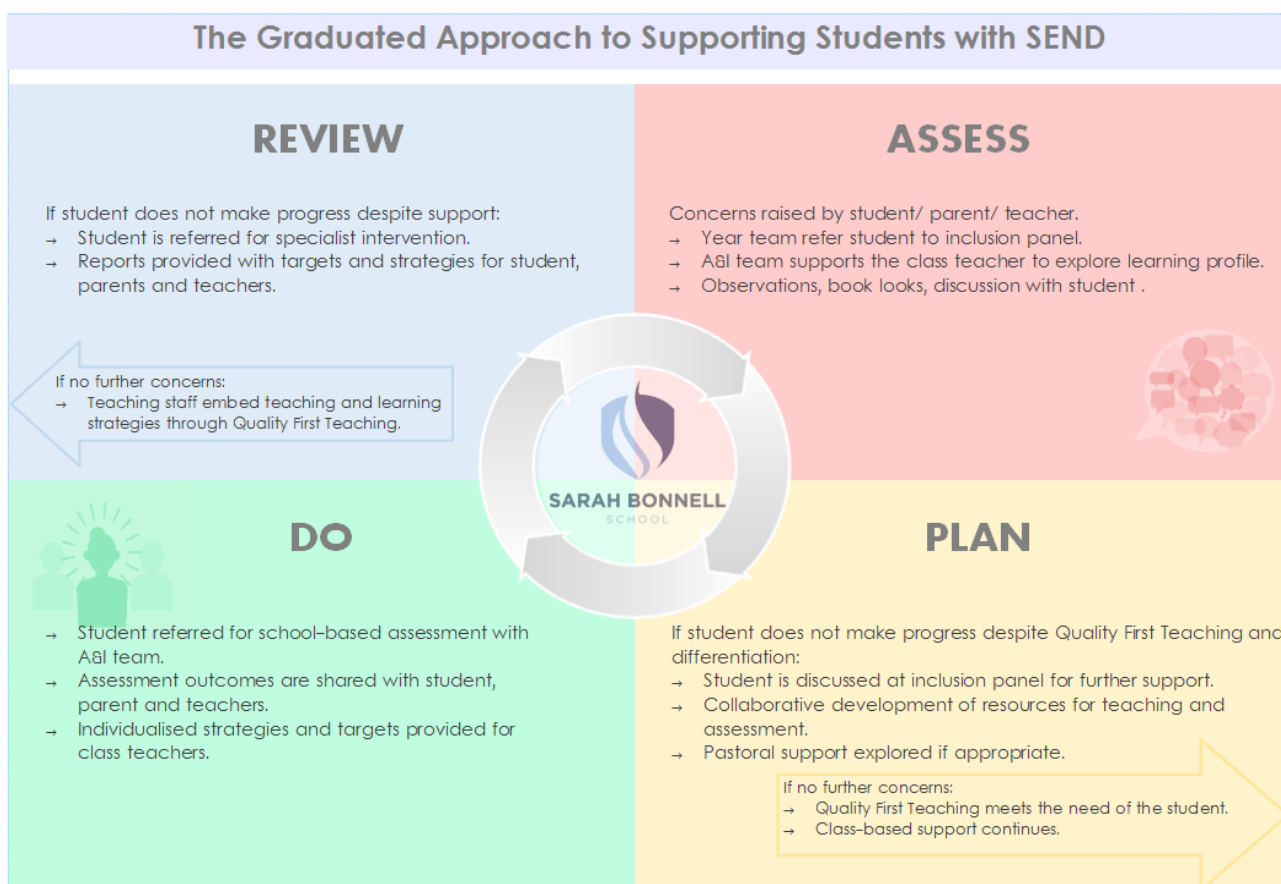 The Graduated Approach to Supporting Students with SEND
REVIEW
If student does not make progress despite support:
→ Student is referred for specialist intervention.
→ Reports provided with targets and strategies for student,
parents and teachers.
If no further concerns:
→ Teaching staff embed teaching and learning
strategies through Quality First Teaching.
ASSESS
Concerns raised by student/ parent/ teacher.
→ Year team refer student to inclusion panel.
→ A&I team supports the class teacher to explore learning profile.
→ Observations, book looks, discussion with student .
SARAH BONNELL
SCHOOL
DO
→ Student referred for school-based assessment with
A&I team.
→ Assessment outcomes are shared with student,
parent and teachers.
→ Individualised strategies and targets provided for
class teachers.
PLAN
If student does not make progress despite Quality First Teaching and
differentiation:
→ Student is discussed at inclusion panel for further support.
→ Collaborative development of resources for teaching and
assessment.
→ Pastoral support explored if appropriate.
If no further concerns:
→ Quality First Teaching meets the need of the student.
→ Class-based support continues.